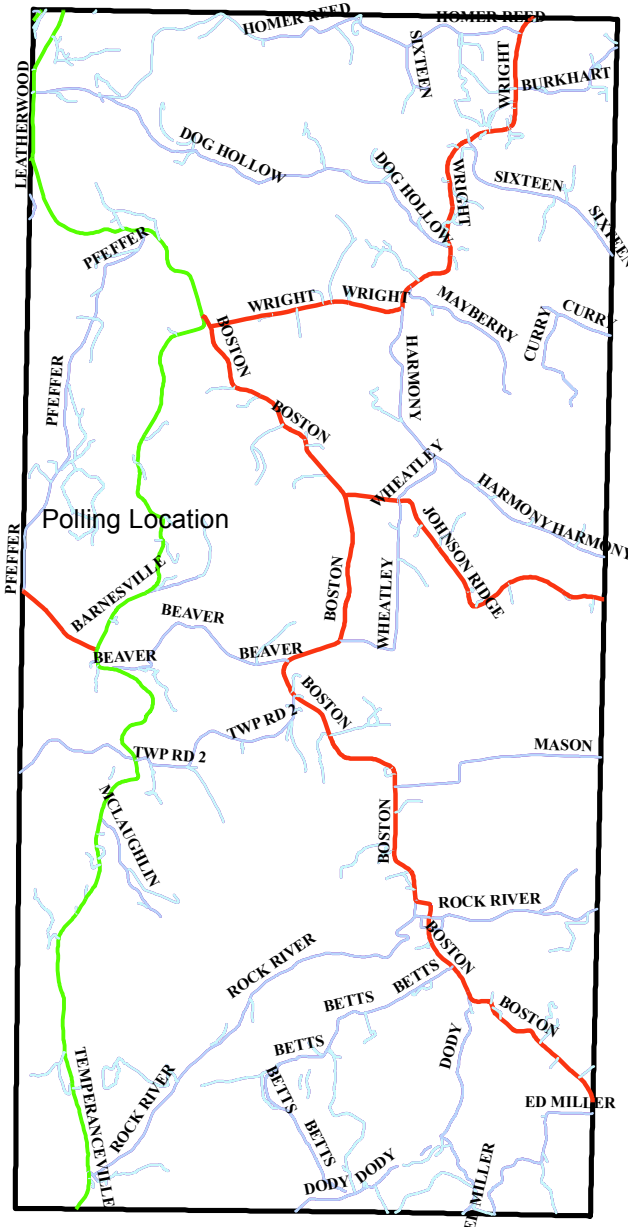 HOMER REED
HOMER REED
SIXTEEN
WRIGHT
BURKHART
LEATHERWOOD
DOG HOLLOW
DOG HOLLOW
WRIGHT
SIXTEEN
SIXTEEN
PFEFFER
WRIGHT
WRIGHT
MAYBERRY
CURRY
CURRY
BOSTON
HARMONY
PFEFFER
BOSTON
WHEATLEY
HARMONY
HARMONY
Polling Location
JOHNSON RIDGE
PFEFFER
BARNESVILLE
BEAVER
BOSTON
WHEATLEY
BEAVER
BEAVER
BOSTON
TWP RD 2
TWP RD 2
MASON
MCLAUGHLIN
BOSTON
ROCK RIVER
ROCK RIVER
BOSTON
BETTS
BETTS
BOSTON
BETTS
DODY
TEMPERANCEVILLE
ROCK RIVER
BETTS
ED MILLER
BETTS
DODY
DODY
ED MILLER